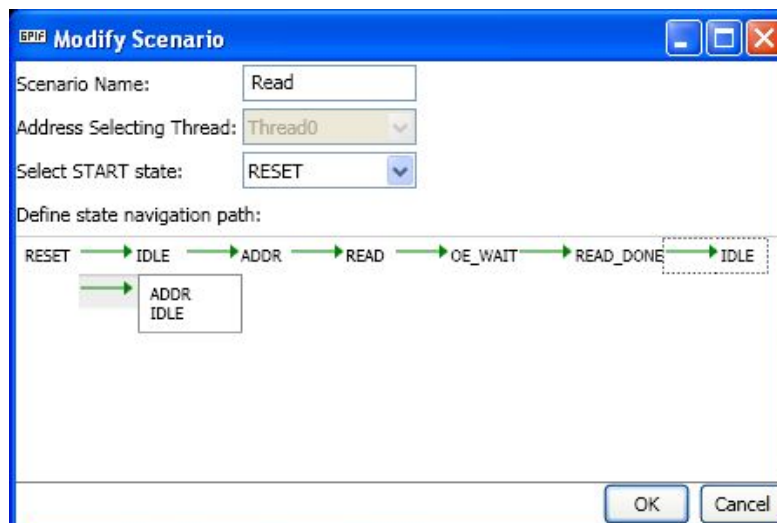 GPIF Modify Scenario
Scenario Name: Read
Address Selecting Thread: Thread0
Select START state: RESET
Define state navigation path:
RESET IDLE ADDR READ OE_WAIT READ_DONE IDLE
ADDR
IDLE
OK Cancel